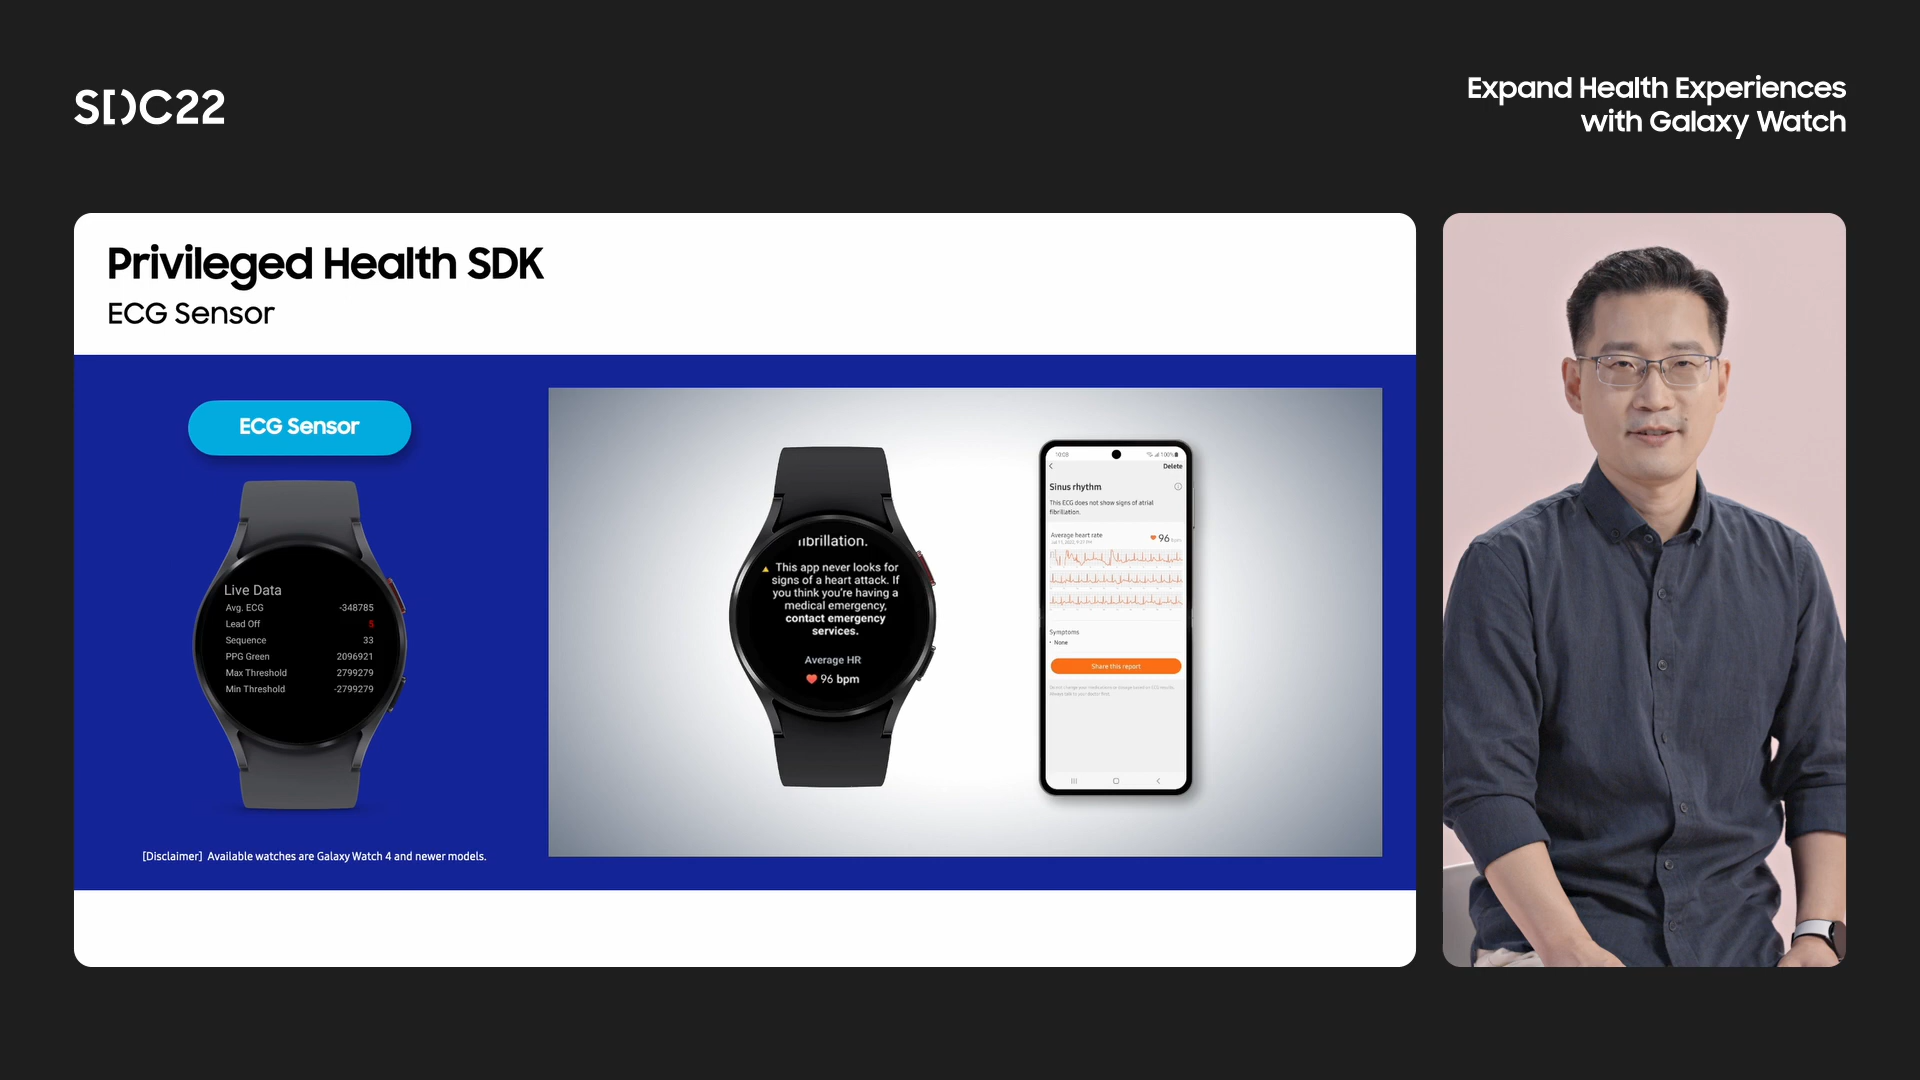 SDC22
Expand Health Experiences
with Galaxy Watch
Privileged Health SDK
ECG Sensor
ECG Sensor
Live Data
Avg. ECG -348785
Lead Off 5
Sequence 33
PPG Green 2096921
Max Threshold 2799279
Min Threshold -2799279
[Disclaimer] Available watches are Galaxy Watch 4 and newer models.
fibrillation.
This app never looks for
signs of a heart attack. If
you think you're having a
medical emergency,
contact emergency
services.
Average HR
96 bpm
100%
Delete
Sinus rhythm
This ECG does not show signs of atrial
fibrillation.
Average heart rate
96 bpm
Symptoms
• None
Share this report